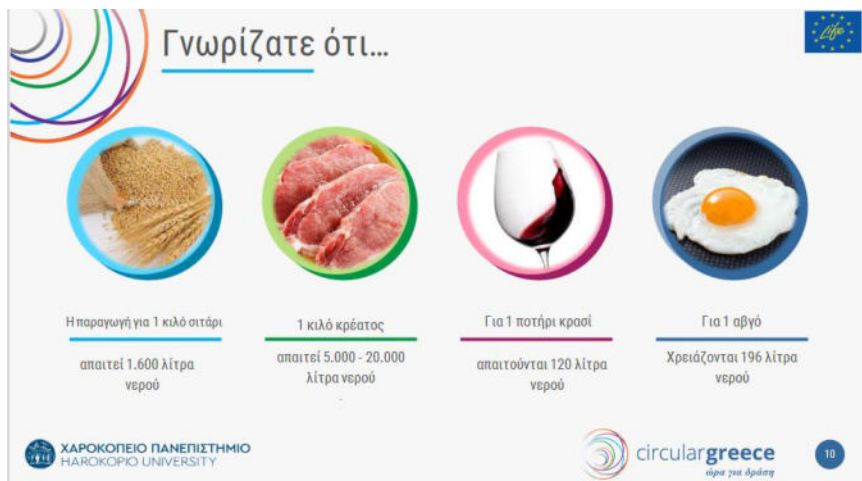 Γνωρίζατε ότι...
Life
Η παραγωγή για 1 κιλό σιτάρι
απαιτεί 1.600 λίτρα
νερού
1 κιλό κρέατος
απαιτεί 5.000 - 20.000
λίτρα νερού
Για 1 ποτήρι κρασί
απαιτούνται 120 λίτρα
νερού
Για 1 αβγό
Χρειάζονται 196 λίτρα
νερού
ΧΑΡΟΚΟΠΕΙΟ ΠΑΝΕΠΙΣΤΗΜΙΟ
HAROKOPIO UNIVERSITY
circulargreece
ώρα για δράση
10